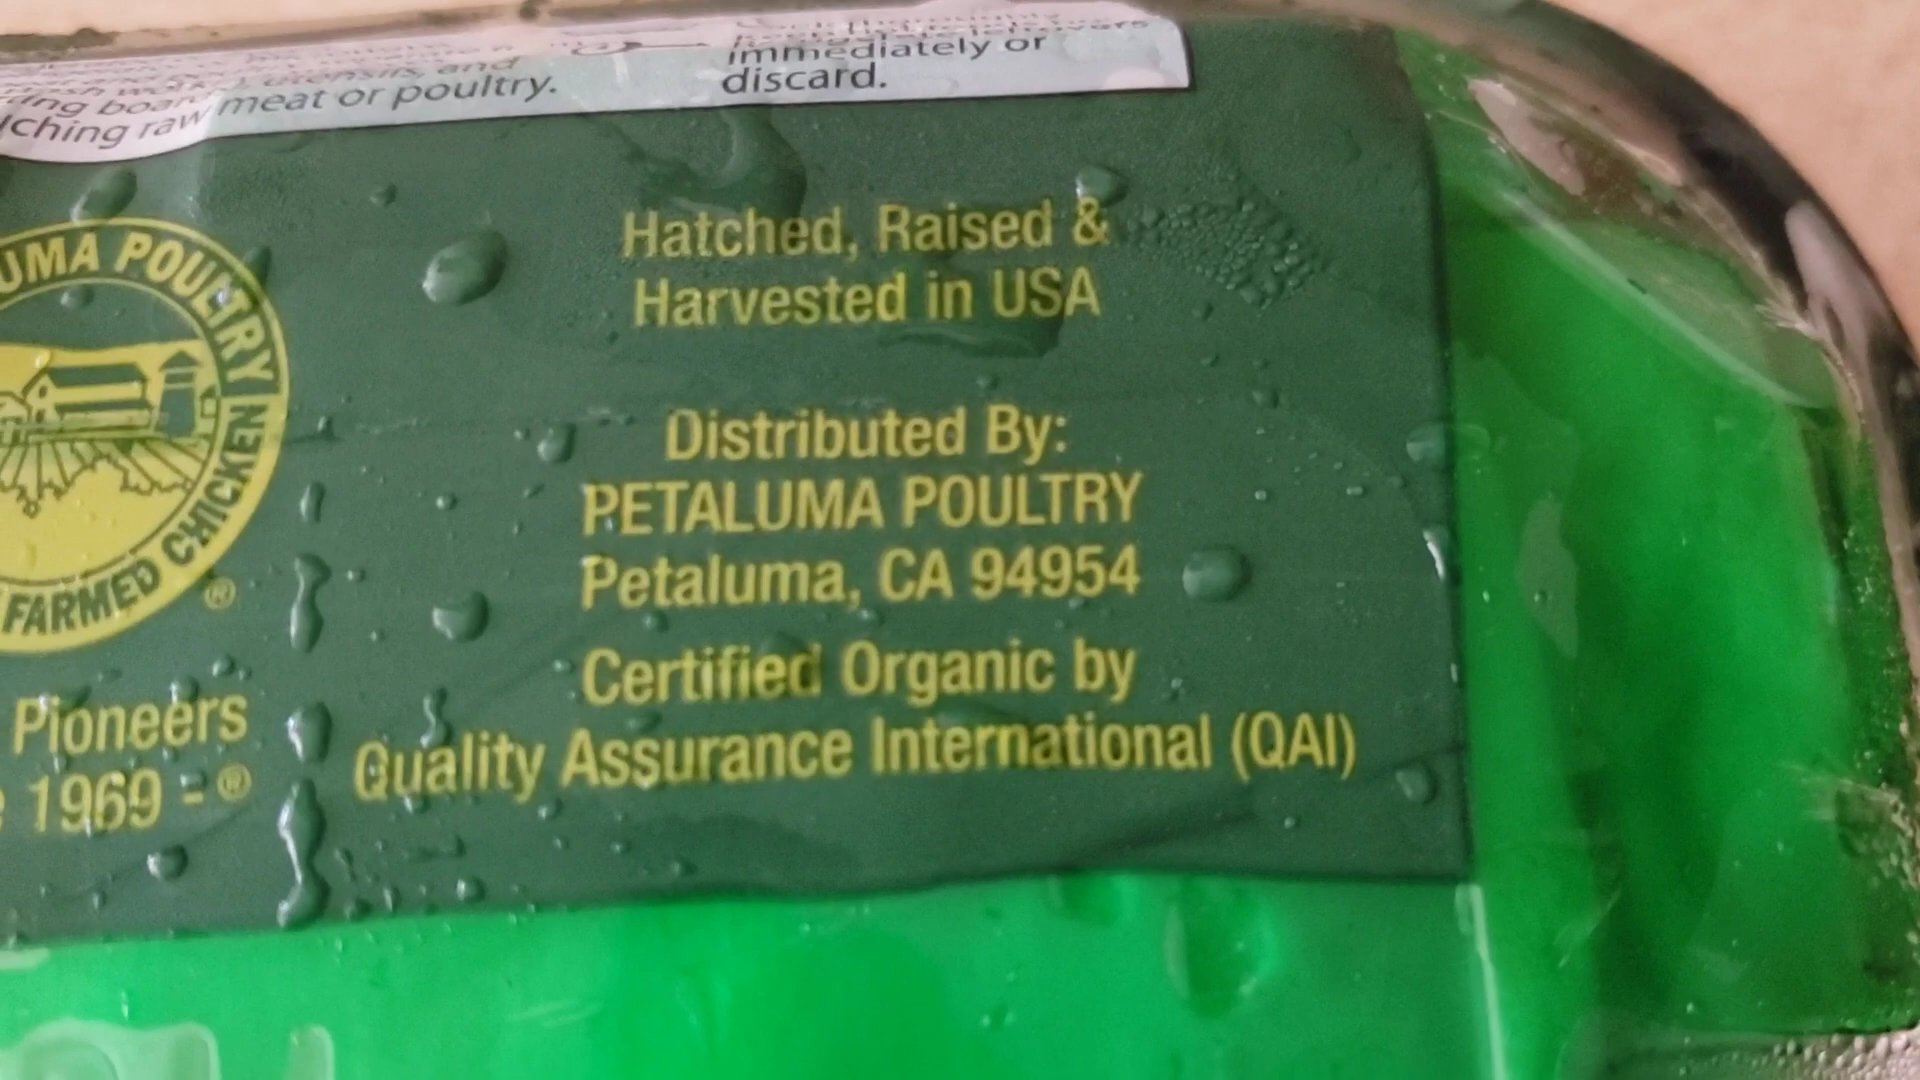 meat or poultry.
immediately or
discard.
UMA POULTRY
FARMED CHICKEN
®
Pioneers
1969 - ®
Hatched, Raised &
Harvested in USA
Distributed By:
PETALUMA POULTRY
Petaluma, CA 94954
Certified Organic by
Quality Assurance International (QAI)